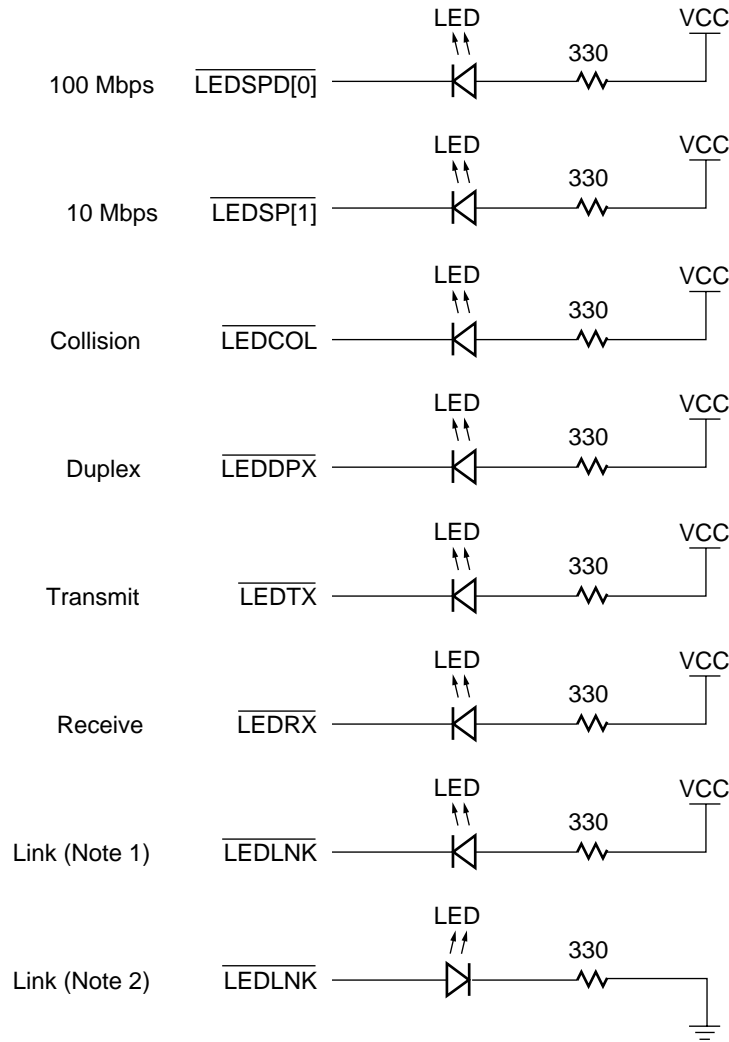 LED
VCC
330
100 Mbps LEDSPD[0]
LED
VCC
330
10 Mbps LEDSP[1]
LED
VCC
330
Collision LEDCOL
LED
VCC
330
Duplex LEDDPX
LED
VCC
330
Transmit LEDTX
LED
VCC
330
Receive LEDRX
LED
VCC
330
Link (Note 1) LEDLNK
LED
330
Link (Note 2) LEDLNK